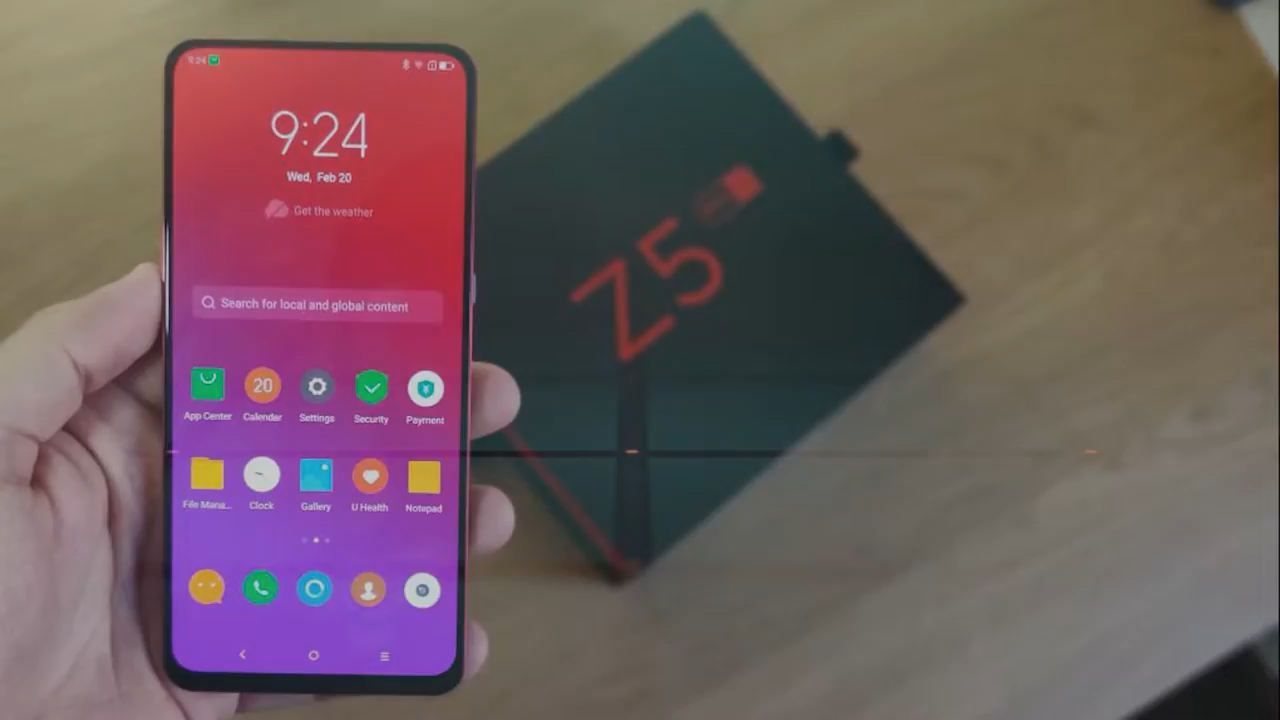 9:24
9:24
Wed, Feb 20
Get the weather
Search for local and global content
20
App Center Calendar Settings Security Payment
File Mana... Clock Gallery U Health Notepad
Z5